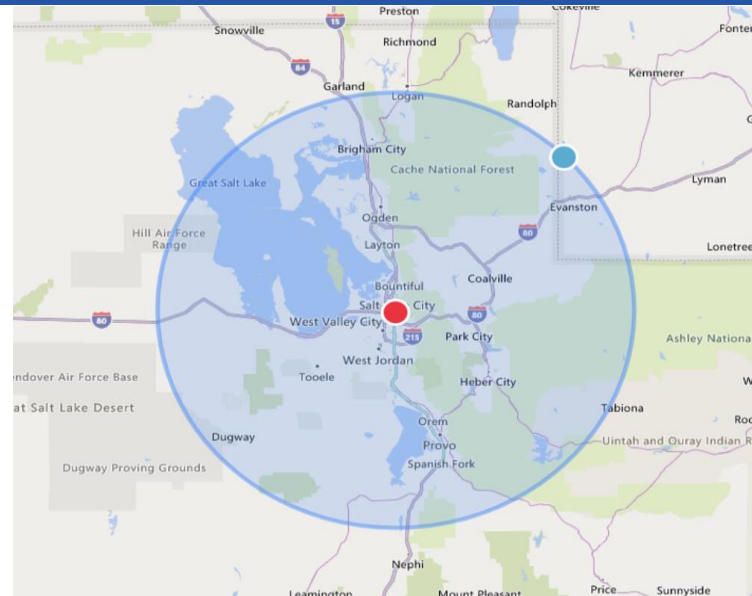 Preston
Cokeville
15
Snowville
Richmond
84
Kemmerer
Garland
Logan
Randolph
Brigham City
Cache National Forest
Great Salt Lake
Lyman
Evanston
Ogden
80
Hill Air Force
Range
Layton
Coalville
Bountiful
Salt City
80
West Valley City
80
215
Park City
West Jordan
Tooele
Heber City
Tabiona
at Salt Lake Desert
Orem
Dugway
Provo
Uintah and Ouray Indian R
Spanish Fork
Dugway Proving Grounds
Nephi
Leamington
Mount Pleasant
Price
Sunnyside
Lonetree
Ashley Nationa
endover Air Force Base
Fonten